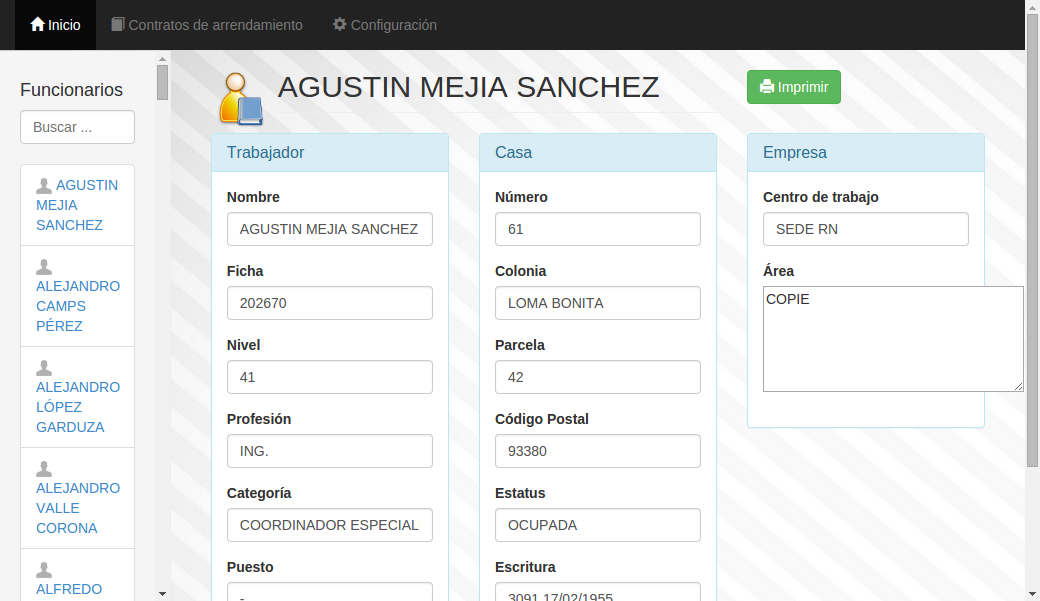 Inicio Contratos de arrendamiento Configuración
Funcionarios
Buscar ...
AGUSTIN
MEJIA
SANCHEZ
ALEJANDRO
CAMPS
PÉREZ
ALEJANDRO
LÓPEZ
GARDUZA
ALEJANDRO
VALLE
CORONA
ALFREDO
AGUSTIN MEJIA SANCHEZ
Imprimir
Trabajador
Nombre
AGUSTIN MEJIA SANCHEZ
Ficha
202670
Nivel
41
Profesión
ING.
Categoría
COORDINADOR ESPECIAL
Puesto
-
Casa
Número
61
Colonia
LOMA BONITA
Parcela
42
Código Postal
93380
Estatus
OCUPADA
Escritura
3091 17/02/1955
Empresa
Centro de trabajo
SEDE RN
Área
COPIE